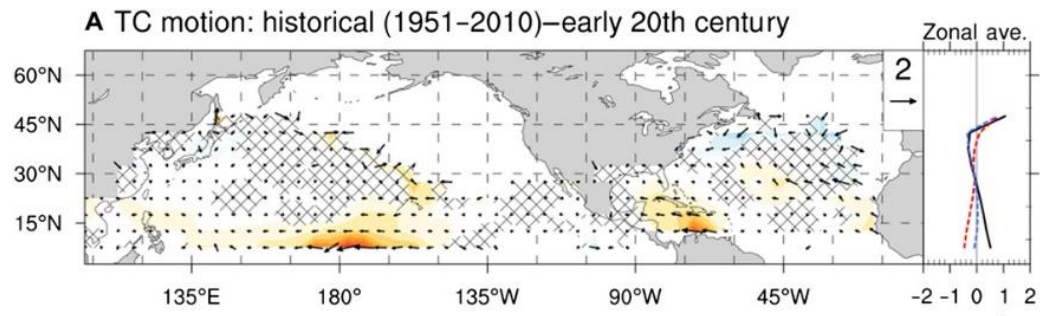 A TC motion: historical (1951–2010)–early 20th century
Zonal ave.
60°N
45°N
30°N
15°N
2
135°E 180° 135°W 90°W 45°W
-2 -1 0 1 2